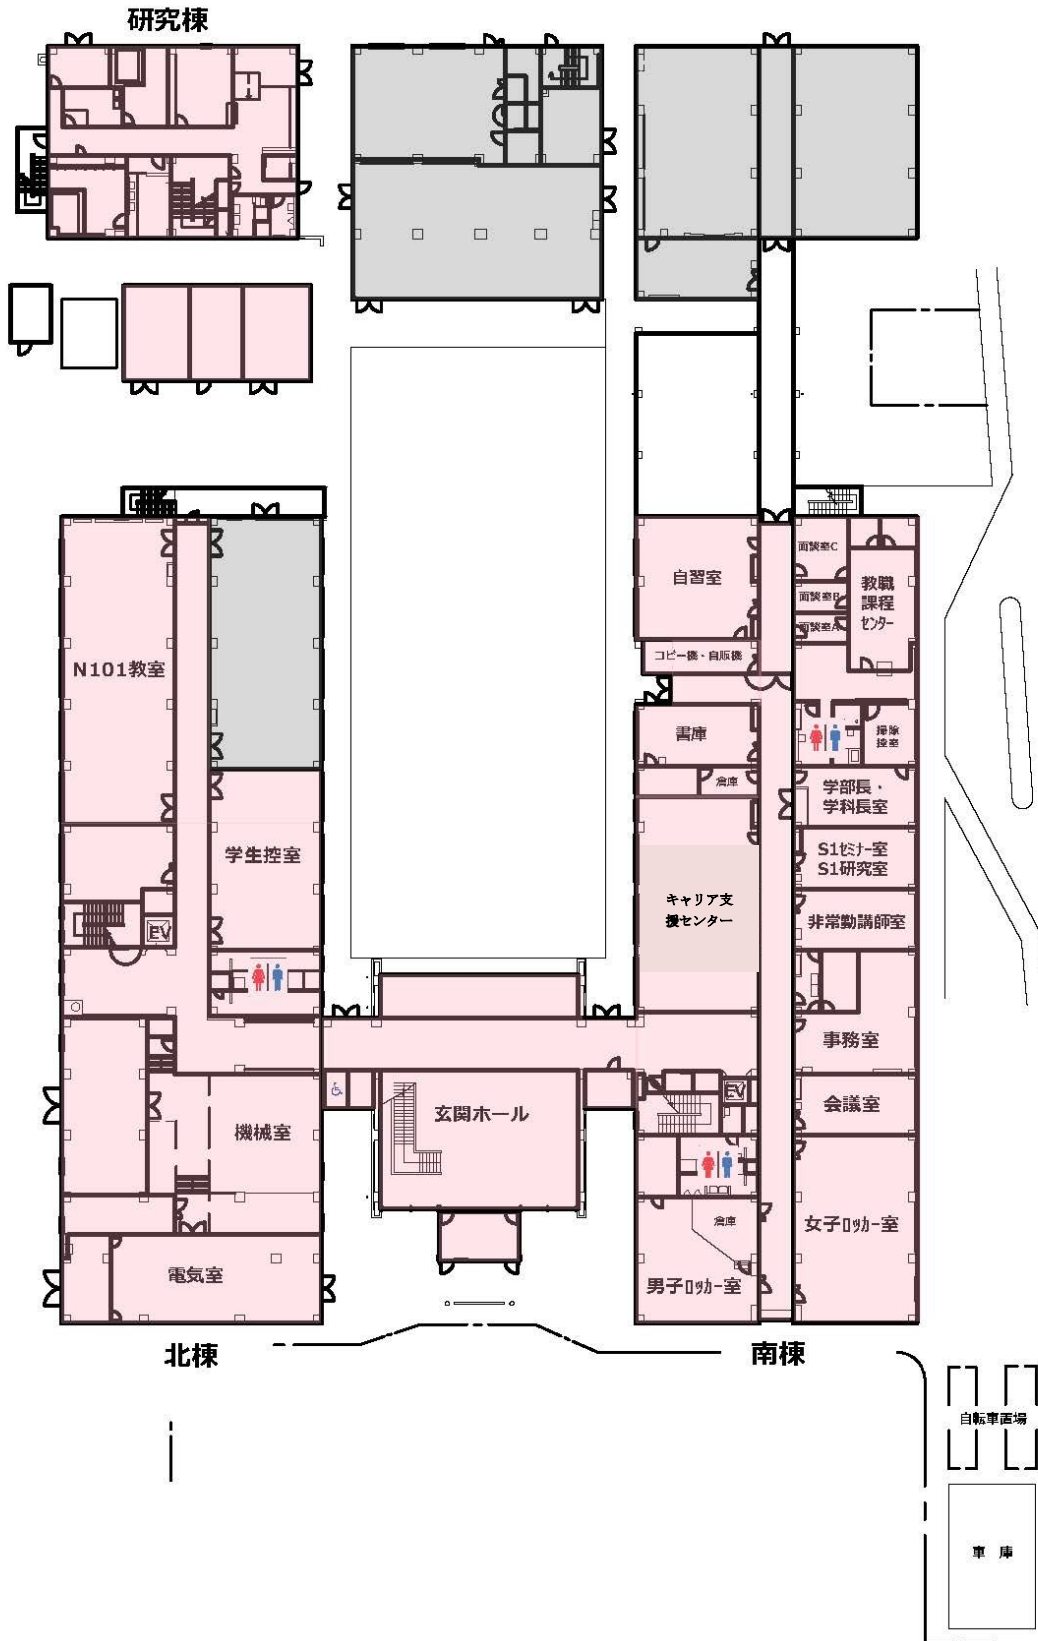 研究棟
自習室
面談室C
面談室B
面談室A
教職
課程
センター
コピー機・自販機
N101教室
書庫
掃除
控室
倉庫
学部長・
学科長室
学生控室
S1セミナー室
S1研究室
キャリア支
援センター
非常勤講師室
EV
事務室
EV
会議室
玄関ホール
機械室
倉庫
女子ロッカー室
電気室
男子ロッカー室
北棟
南棟
自転車置場
車 庫